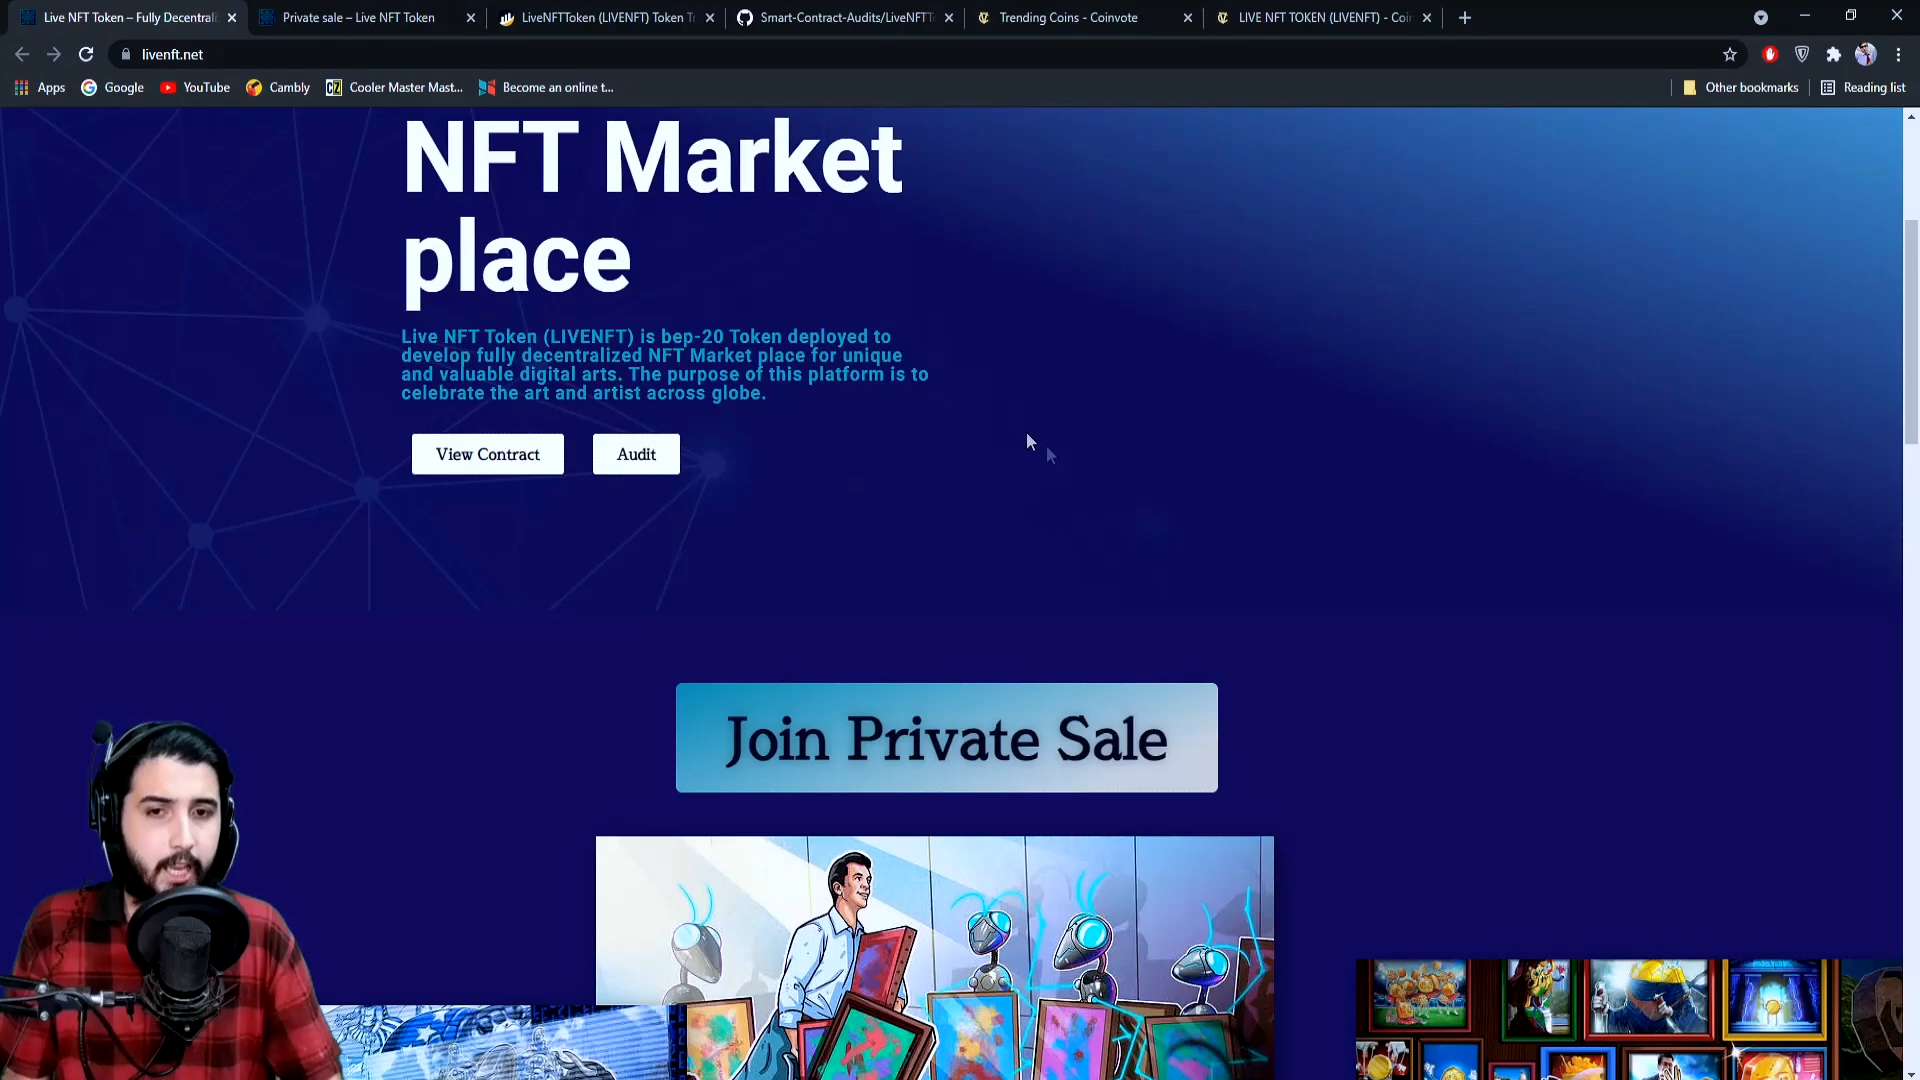 Live NFT Token – Fully Decentrali
Private sale – Live NFT Token
LiveNFTToken (LIVENFT) Token T
Smart-Contract-Audits/LiveNFTT
Trending Coins - Coinvote
LIVE NFT TOKEN (LIVENFT) - Coin
livenft.net
Apps
Google
YouTube
Cambly
Cooler Master Mast...
Become an online t...
Other bookmarks
Reading list
NFT Market
place
Live NFT Token (LIVENFT) is bep-20 Token deployed to
develop fully decentralized NFT Market place for unique
and valuable digital arts. The purpose of this platform is to
celebrate the art and artist across globe.
View Contract
Audit
Join Private Sale